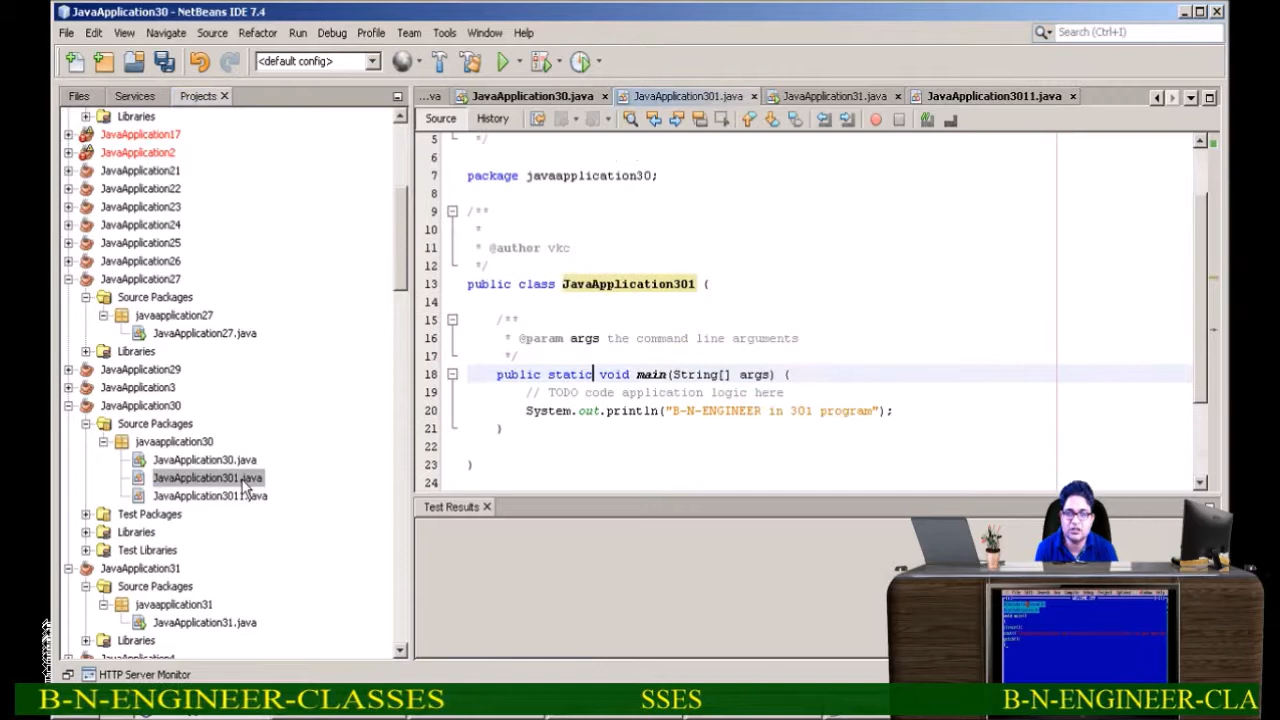 JavaApplication30 - NetBeans IDE 7.4
File Edit View Navigate Source Refactor Run Debug Profile Team Tools Window Help
Search (Ctrl+I)
<default config>
Files Services Projects
...va JavaApplication30.java JavaApplication301.java JavaApplication31.java JavaApplication3011.java
Source History
Libraries
JavaApplication17
JavaApplication2
JavaApplication21
JavaApplication22
JavaApplication23
JavaApplication24
JavaApplication25
JavaApplication26
JavaApplication27
Source Packages
javaapplication27
JavaApplication27.java
Libraries
JavaApplication29
JavaApplication3
JavaApplication30
Source Packages
javaapplication30
JavaApplication30.java
JavaApplication301.java
JavaApplication3011.java
Test Packages
Libraries
Test Libraries
JavaApplication31
Source Packages
javaapplication31
JavaApplication31.java
Libraries
5 */
6
7 package javaapplication30;
8
9 /**
10 *
11 * @author vkc
12 */
13 public class JavaApplication301 {
14
15 /**
16 * @param args the command line arguments
17 */
18 public static void main(String[] args) {
19 // TODO code application logic here
20 System.out.println("B-N-ENGINEER in 301 program");
21 }
22
23 }
24
Test Results
HTTP Server Monitor
B-N-ENGINEER-CLASSES SSES B-N-ENGINEER-CLA